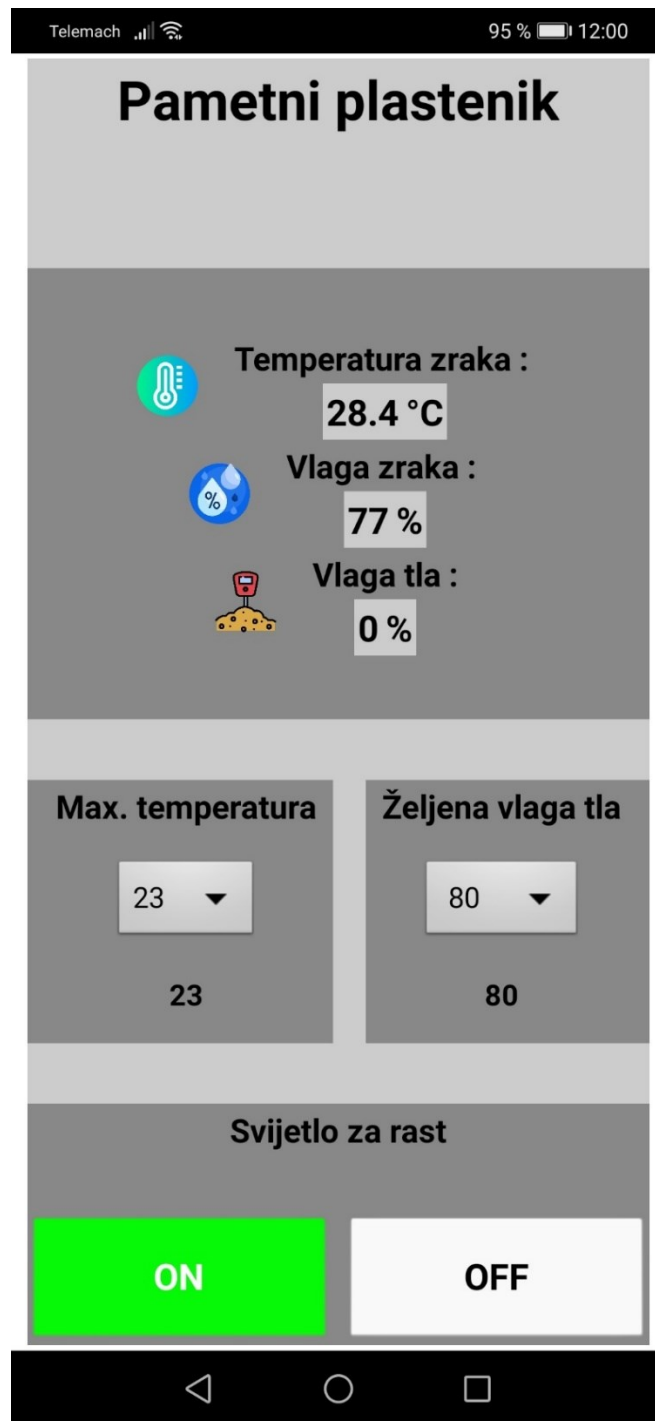 Telemach 95 % 12:00
Pametni plastenik
Temperatura zraka :
28.4 °C
Vlaga zraka :
%
77 %
Vlaga tla :
0 %
Max. temperatura
23
23
Željena vlaga tla
80
80
Svijetlo za rast
ON OFF